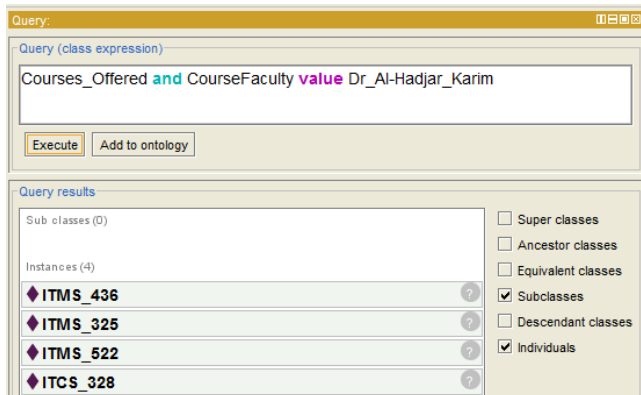 Query:
Query (class expression)
Courses_Offered and CourseFaculty value Dr_Al-Hadjar_Karim
Execute
Add to ontology
Query results
Sub classes (0)
Instances (4)
ITMS_436
ITMS_325
ITMS_522
ITCS_328
Super classes
Ancestor classes
Equivalent classes
Subclasses
Descendant classes
Individuals